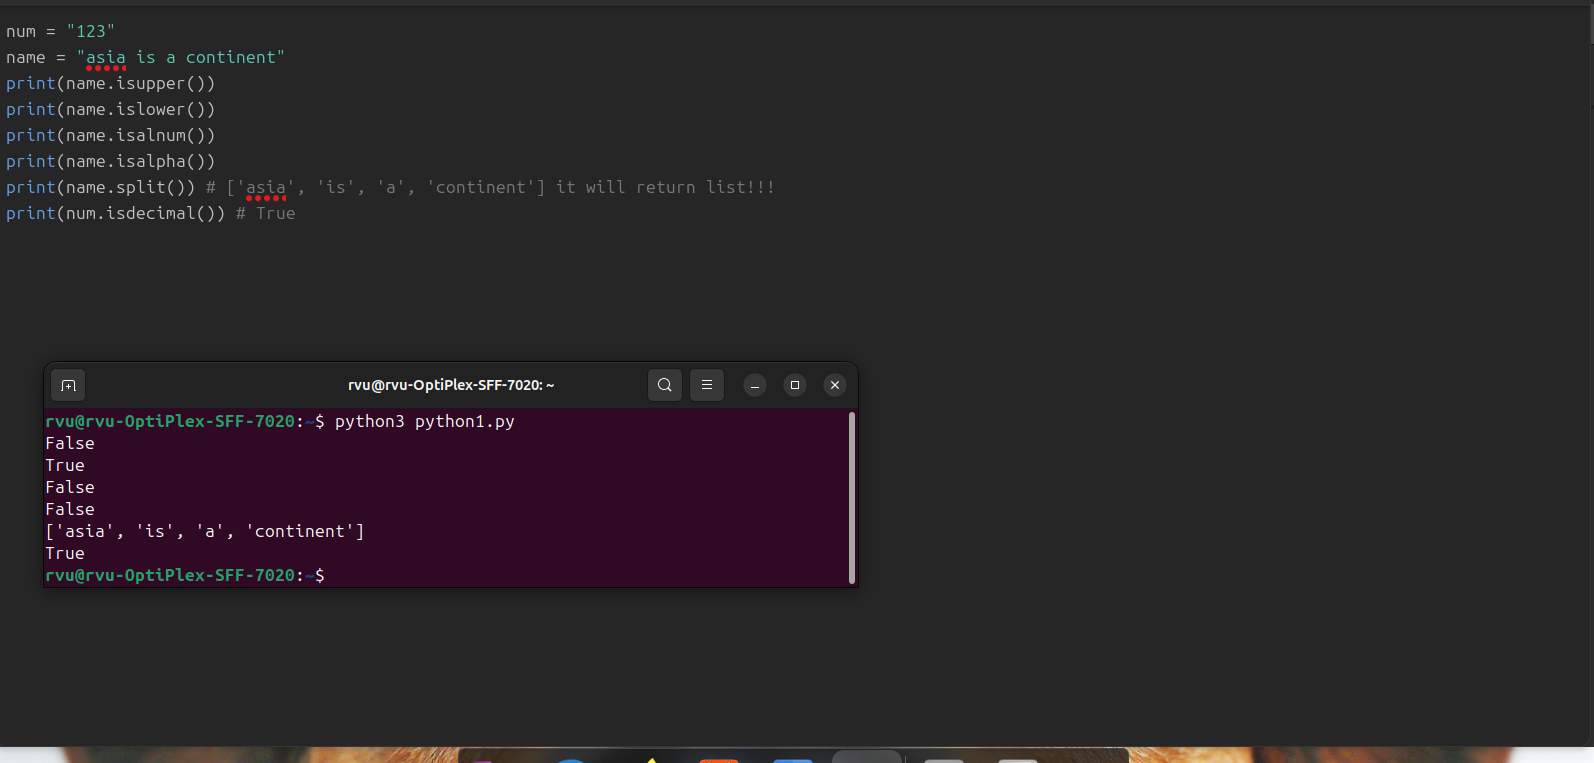 num = "123"
name = "asia is a continent"
print(name.isupper())
print(name.islower())
print(name.isalnum())
print(name.isalpha())
print(name.split()) # ['asia', 'is', 'a', 'continent'] it will return list!!!
print(num.isdecimal()) # True
rvu@rvu-OptiPlex-SFF-7020: ~
rvu@rvu-OptiPlex-SFF-7020:~$ python3 python1.py
False
True
False
False
['asia', 'is', 'a', 'continent']
True
rvu@rvu-OptiPlex-SFF-7020:~$